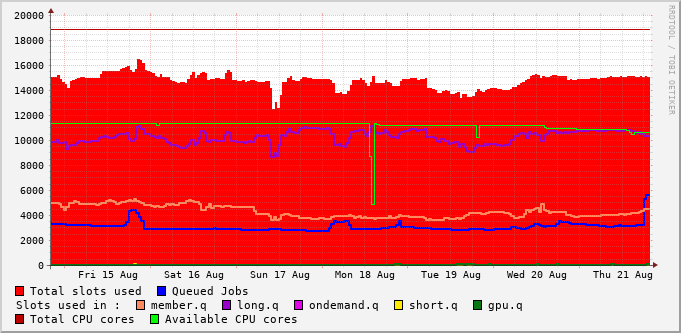 RRDTOOL / TOBI OETIKER
20000
18000
16000
14000
12000
10000
8000
6000
4000
2000
0
Fri 15 Aug Sat 16 Aug Sun 17 Aug Mon 18 Aug Tue 19 Aug Wed 20 Aug Thu 21 Aug
Total slots used Queued Jobs
Slots used in : member.q long.q ondemand.q short.q gpu.q
Total CPU cores Available CPU cores